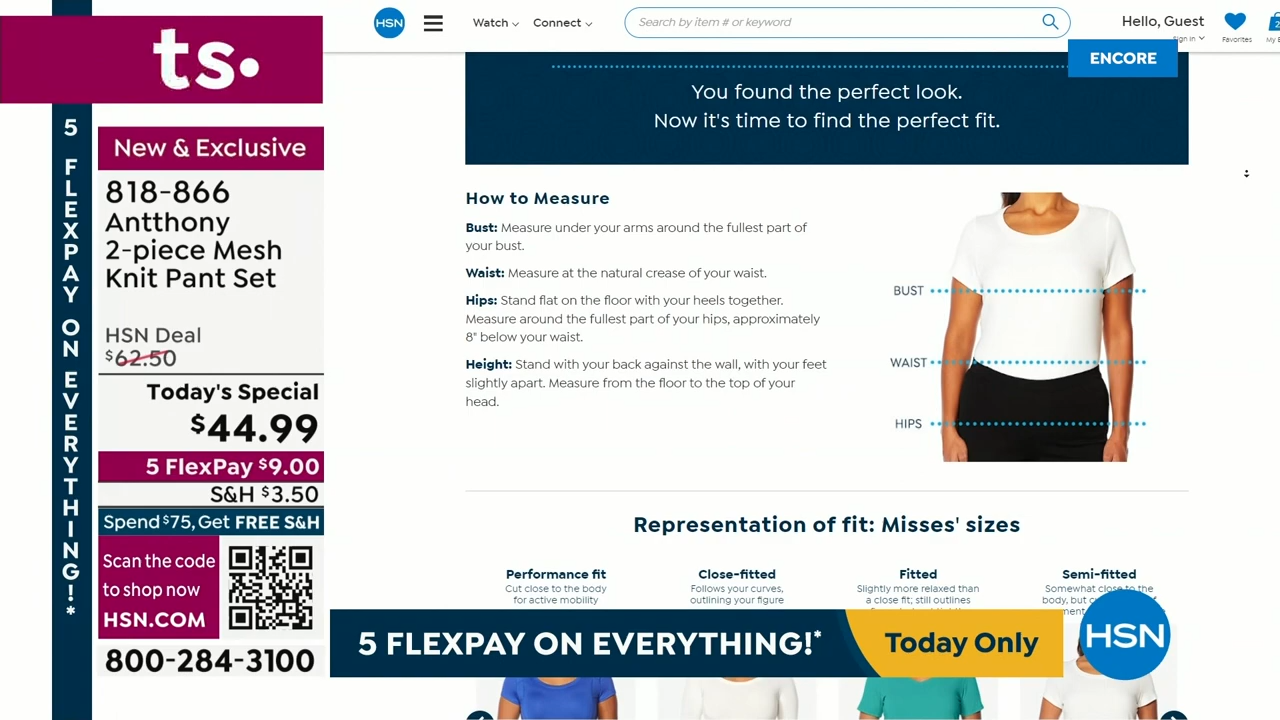 ts.
5 FLEXPAY ON EVERYTHING!*
New & Exclusive
818-866
Antthony
2-piece Mesh
Knit Pant Set
HSN Deal
$62.50
Today's Special
$44.99
5 FlexPay $9.00
S&H $3.50
Spend $75, Get FREE S&H
Scan the code
to shop now
HSN.COM
800-284-3100
HSN
Watch
Connect
Search by item # or keyword
Hello, Guest
Sign In
Favorites
ENCORE
You found the perfect look.
Now it's time to find the perfect fit.
How to Measure
Bust: Measure under your arms around the fullest part of
your bust.
Waist: Measure at the natural crease of your waist.
Hips: Stand flat on the floor with your heels together.
Measure around the fullest part of your hips, approximately
8" below your waist.
Height: Stand with your back against the wall, with your feet
slightly apart. Measure from the floor to the top of your
head.
BUST
WAIST
HIPS
Representation of fit: Misses' sizes
Performance fit
Cut close to the body
for active mobility
Close-fitted
Follows your curves,
outlining your figure
Fitted
Slightly more relaxed than
a close fit; still outlines
Semi-fitted
Somewhat close to the
body, but
5 FLEXPAY ON EVERYTHING!*
Today Only
HSN